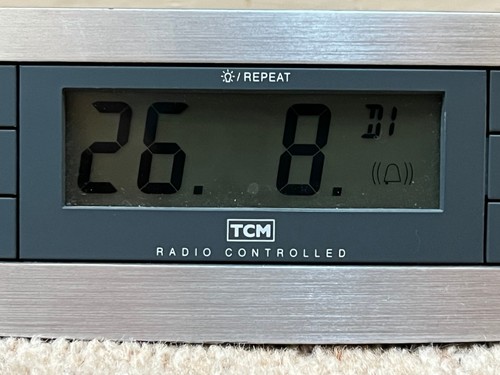 / REPEAT
26. 8. DI
TCM
RADIO CONTROLLED